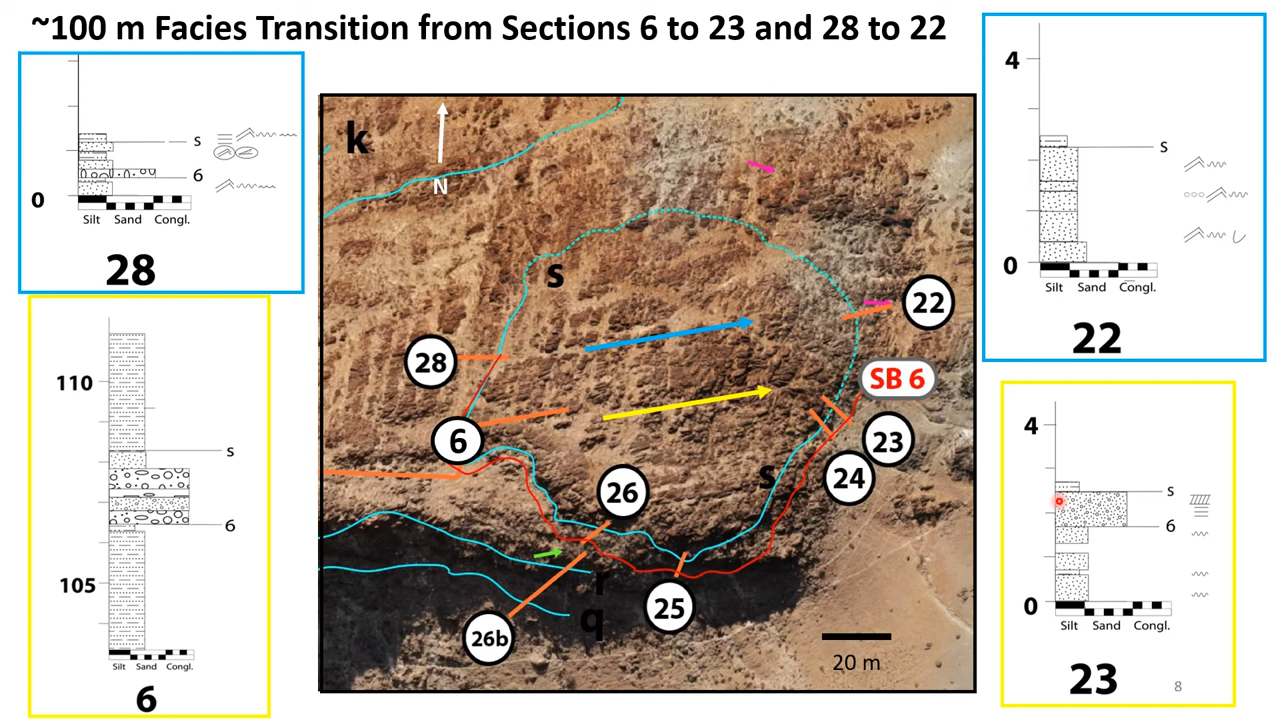 ~100 m Facies Transition from Sections 6 to 23 and 28 to 22
s
6
0
Silt Sand Congl.
28
110
s
6
105
Silt Sand Congl.
6
k
N
s
22
28
SB 6
6
23
s
24
26
r
25
q
26b
20 m
4
s
0
Silt Sand Congl.
22
4
s
6
0
Silt Sand Congl.
23
8